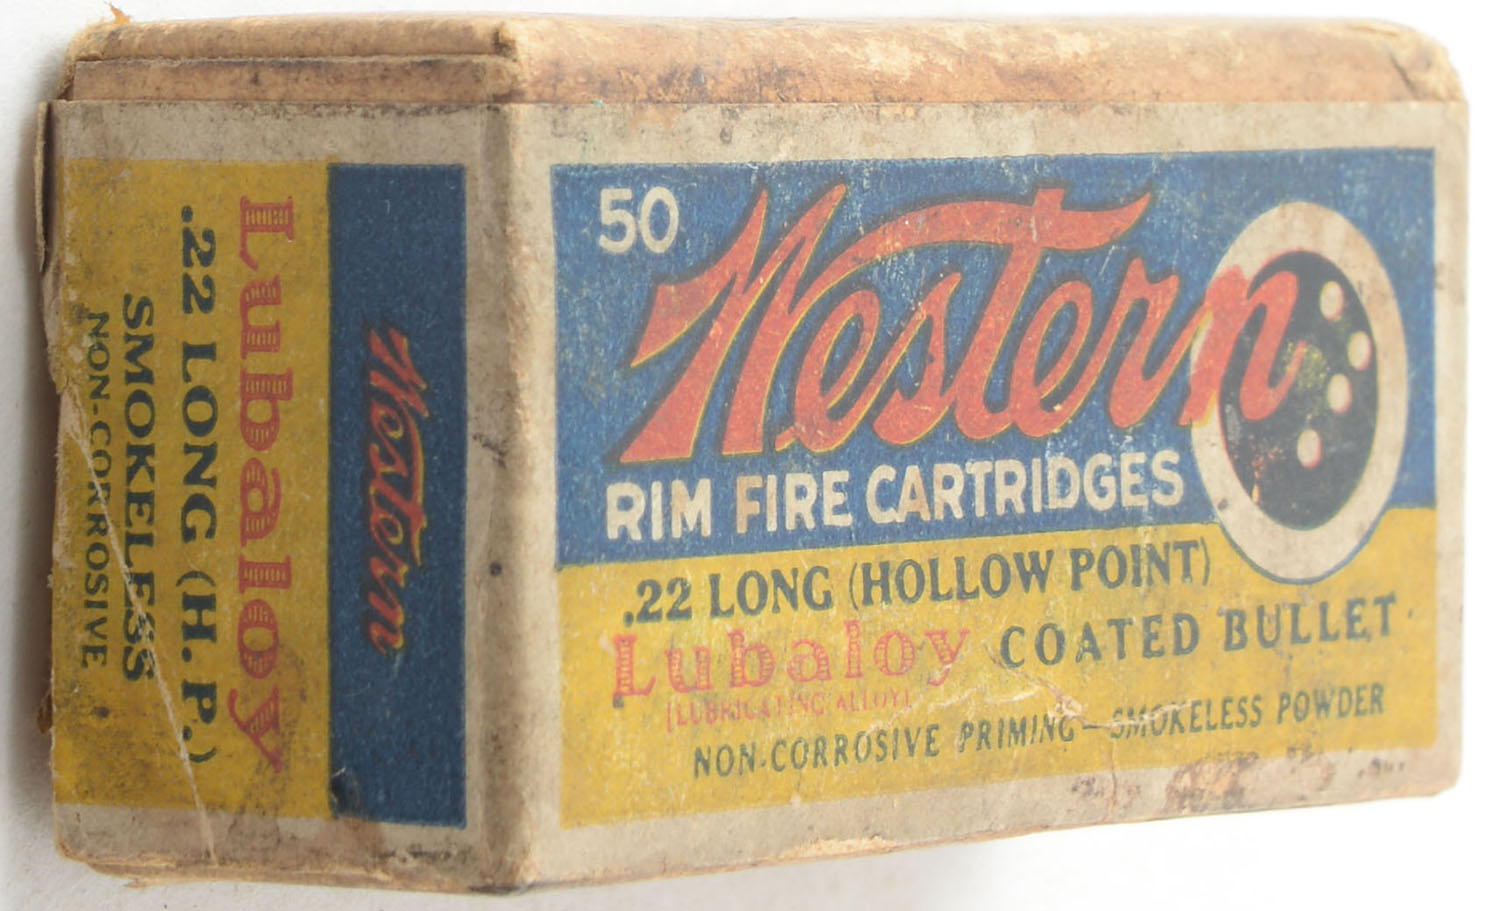 50
Western
RIM FIRE CARTRIDGES
.22 LONG (HOLLOW POINT)
Lubaloy COATED BULLET
(LUBRICATING ALLOY)
NON-CORROSIVE PRIMING—SMOKELESS POWDER
Western
Lubaloy
.22 LONG (H. P.)
SMOKELESS
NON-CORROSIVE